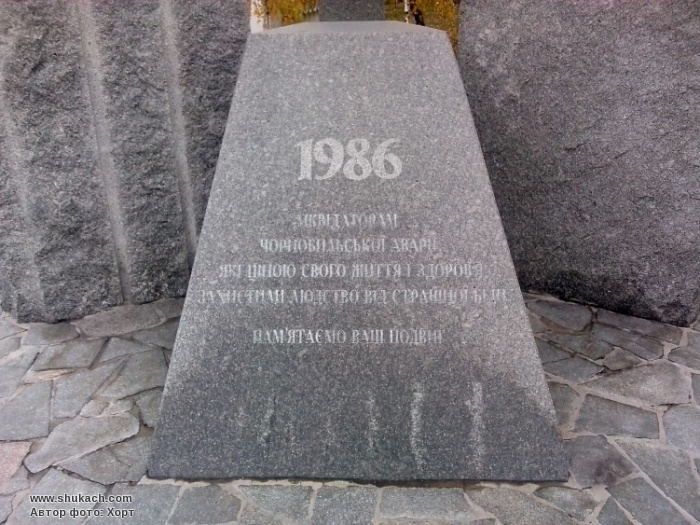 1986
ЛІКВІДАТОРАМ
ЧОРНОБИЛЬСЬКОЇ АВАРІЇ,
ЯКІ ЦІНОЮ СВОГО ЖИТТЯ І ЗДОРОВ'Я
ЗАХИСТИЛИ ЛЮДСТВО ВІД СТРАШНОЇ БІДИ
ПАМ'ЯТАЄМО ВАШ ПОДВИГ
www.shukach.com
Автор фото: Хорт